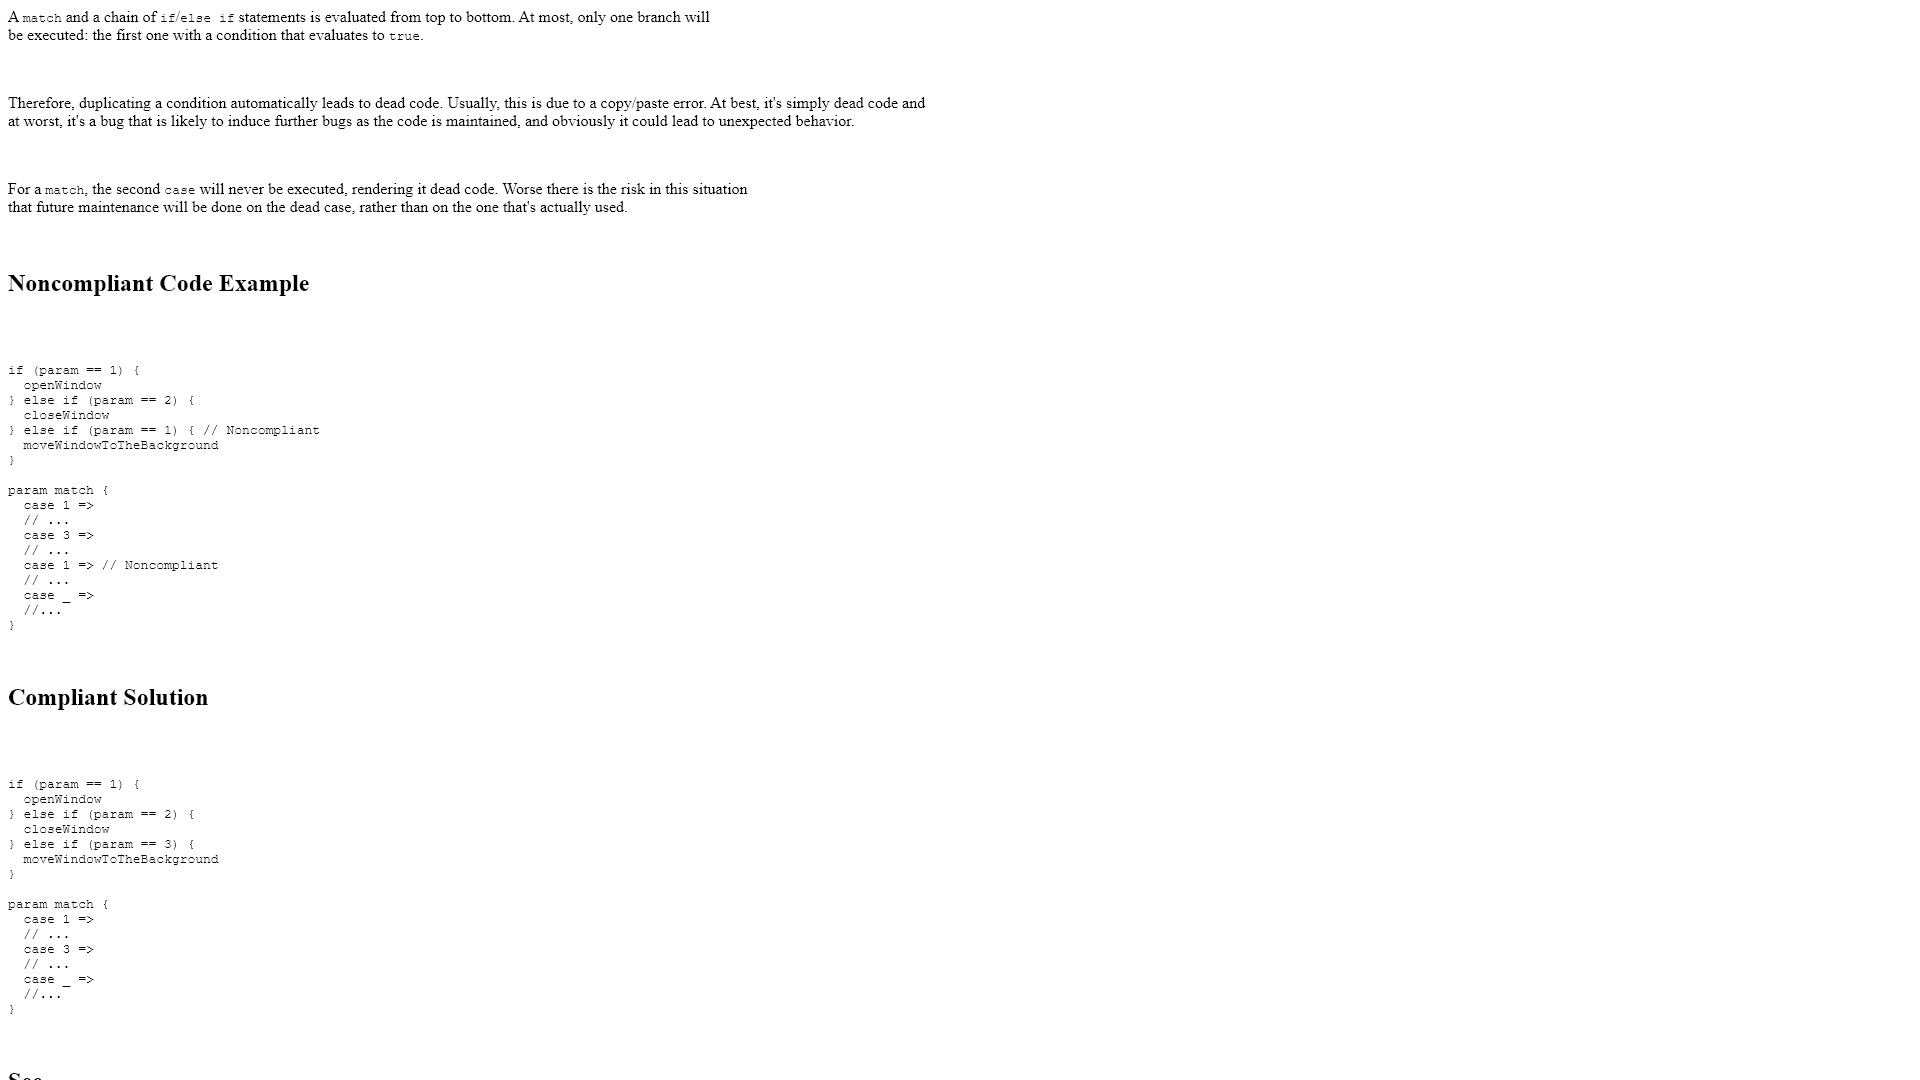 A match and a chain of if/else if statements is evaluated from top to bottom. At most, only one branch will
be executed: the first one with a condition that evaluates to true.
Therefore, duplicating a condition automatically leads to dead code. Usually, this is due to a copy/paste error. At best, it's simply dead code and
at worst, it's a bug that is likely to induce further bugs as the code is maintained, and obviously it could lead to unexpected behavior.
For a match, the second case will never be executed, rendering it dead code. Worse there is the risk in this situation
that future maintenance will be done on the dead case, rather than on the one that's actually used.
Noncompliant Code Example
if (param == 1) {
  openWindow
} else if (param == 2) {
  closeWindow
} else if (param == 1) { // Noncompliant
  moveWindowToTheBackground
}
param match {
  case 1 =>
  // ...
  case 3 =>
  // ...
  case 1 => // Noncompliant
  // ...
  case _ =>
  //...
}
Compliant Solution
if (param == 1) {
  openWindow
} else if (param == 2) {
  closeWindow
} else if (param == 3) {
  moveWindowToTheBackground
}
param match {
  case 1 =>
  // ...
  case 3 =>
  // ...
  case _ =>
  //...
}
See